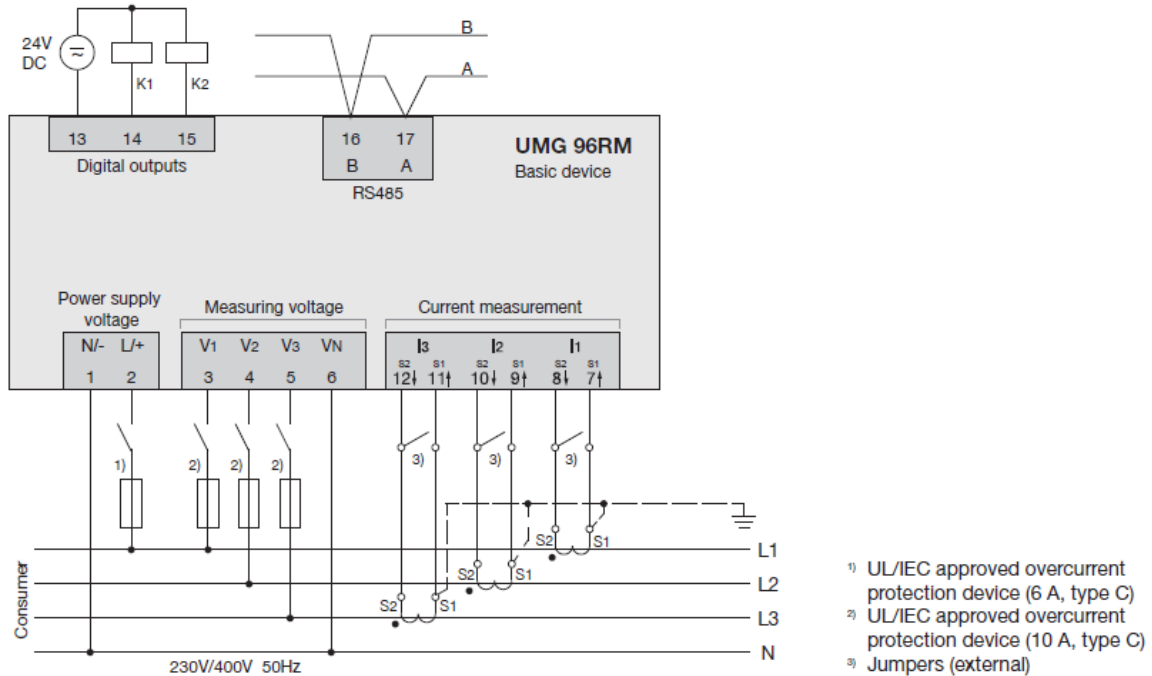 24V
DC
K1
K2
B
A
13 14 15
Digital outputs
16 17
B A
RS485
UMG 96RM
Basic device
Power supply
voltage
Measuring voltage
Current measurement
N/- L/+
1 2
V1 V2 V3 VN
3 4 5 6
I3 I2 I1
S2 S1 S2 S1 S2 S1
12↓ 11↑ 10↓ 9↑ 8↓ 7↑
1)
2) 2) 2)
3) 3) 3)
S2 S1
L1
S2 S1
L2
S2 S1
L3
N
Consumer
230V/400V 50Hz
1) UL/IEC approved overcurrent
protection device (6 A, type C)
2) UL/IEC approved overcurrent
protection device (10 A, type C)
3) Jumpers (external)